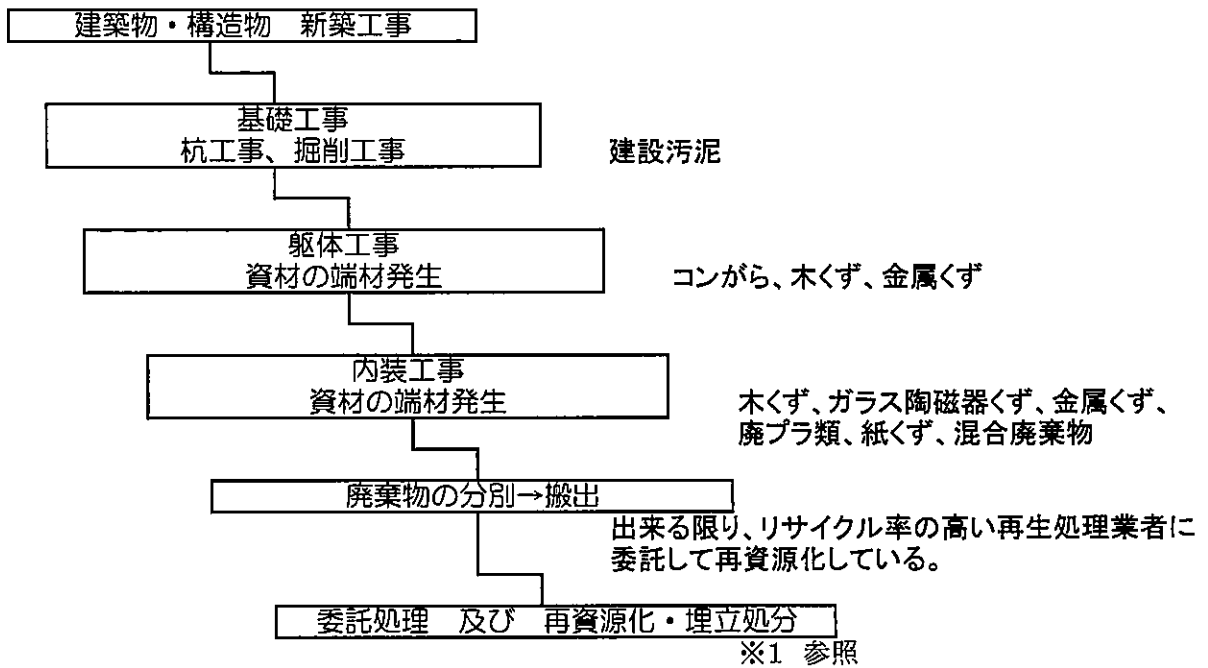 建築物・構造物　新築工事
基礎工事
杭工事、掘削工事
建設汚泥
躯体工事
資材の端材発生
コンがら、木くず、金属くず
内装工事
資材の端材発生
木くず、ガラス陶磁器くず、金属くず、
廃プラ類、紙くず、混合廃棄物
廃棄物の分別→搬出
出来る限り、リサイクル率の高い再生処理業者に
委託して再資源化している。
委託処理　及び　再資源化・埋立処分
※1　参照